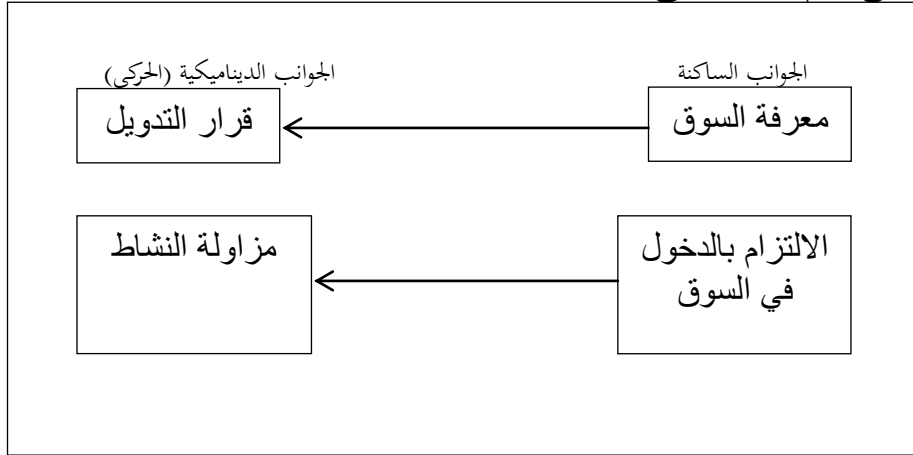 الجوانب الساكنة
الجوانب الديناميكية (الحركي)
معرفة السوق
قرار التدويل
الالتزام بالدخول
في السوق
مزاولة النشاط